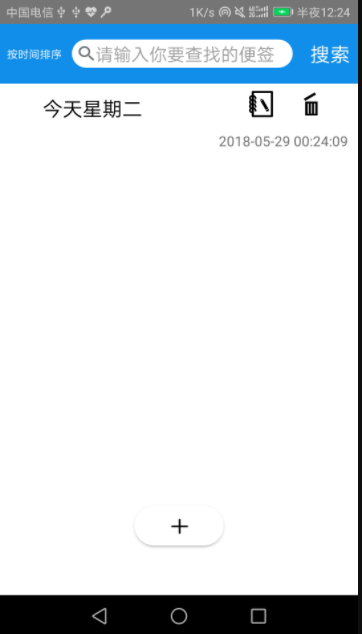 中国电信 1K/s 半夜12:24
按时间排序 请输入你要查找的便签 搜索
今天星期二
2018-05-29 00:24:09
+